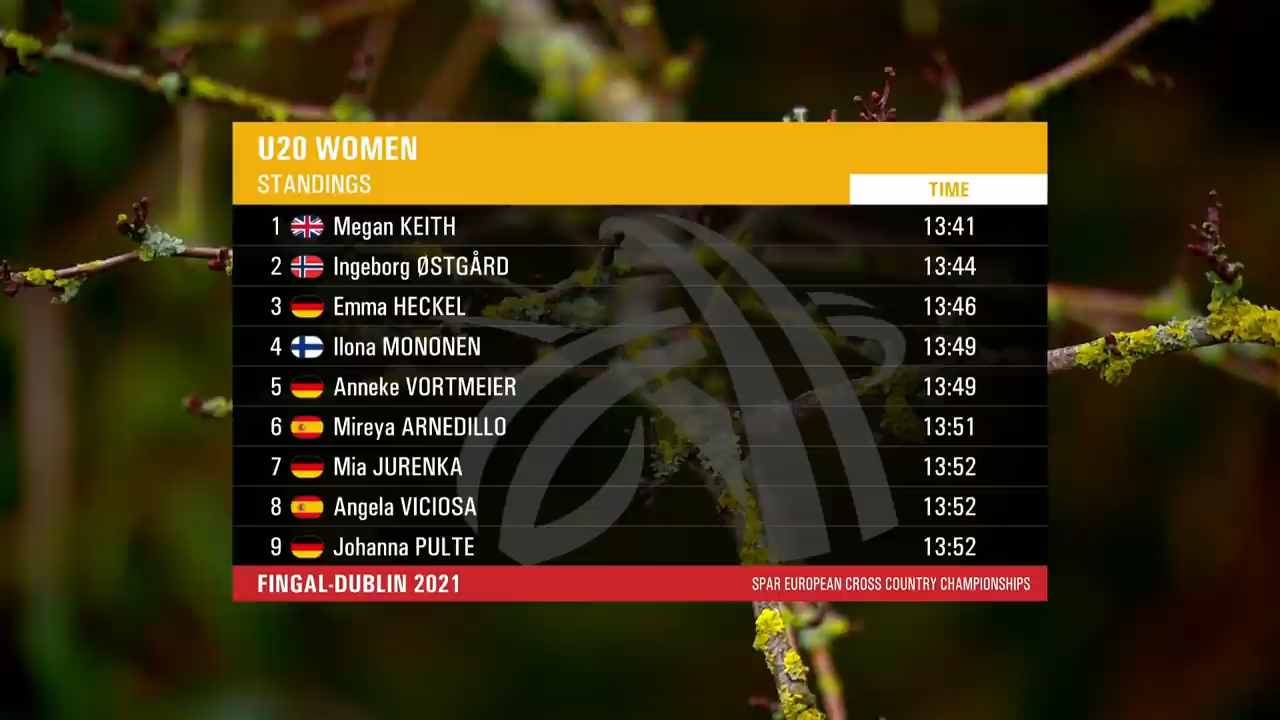 U20 WOMEN
STANDINGS
TIME
1 Megan KEITH 13:41
2 Ingeborg ØSTGÅRD 13:44
3 Emma HECKEL 13:46
4 Ilona MONONEN 13:49
5 Anneke VORTMEIER 13:49
6 Mireya ARNEDILLO 13:51
7 Mia JURENKA 13:52
8 Angela VICIOSA 13:52
9 Johanna PULTE 13:52
FINGAL-DUBLIN 2021 SPAR EUROPEAN CROSS COUNTRY CHAMPIONSHIPS